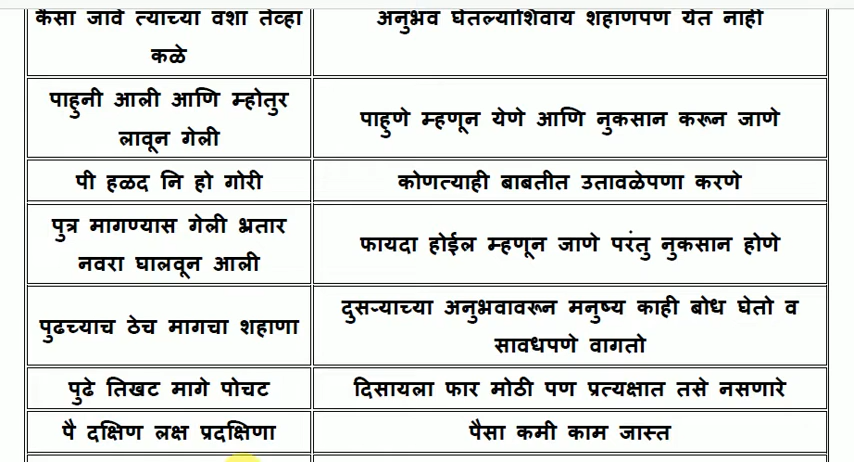 कैसा जावे त्याच्या वशा तेव्हा
कळे
अनुभव घेतल्याशिवाय शहाणपण येत नाही
पाहुनी आली आणि म्होतुर
लावून गेली
पाहुणे म्हणून येणे आणि नुकसान करून जाणे
पी हळद नि हो गोरी
कोणत्याही बाबतीत उतावळेपणा करणे
पुत्र मागण्यास गेली भ्रतार
नवरा घालवून आली
फायदा होईल म्हणून जाणे परंतु नुकसान होणे
पुढच्याच ठेच मागचा शहाणा
दुसऱ्याच्या अनुभवावरून मनुष्य काही बोध घेतो व
सावधपणे वागतो
पुढे तिखट मागे पोचट
दिसायला फार मोठी पण प्रत्यक्षात तसे नसणारे
पै दक्षिण लक्ष प्रदक्षिणा
पैसा कमी काम जास्त